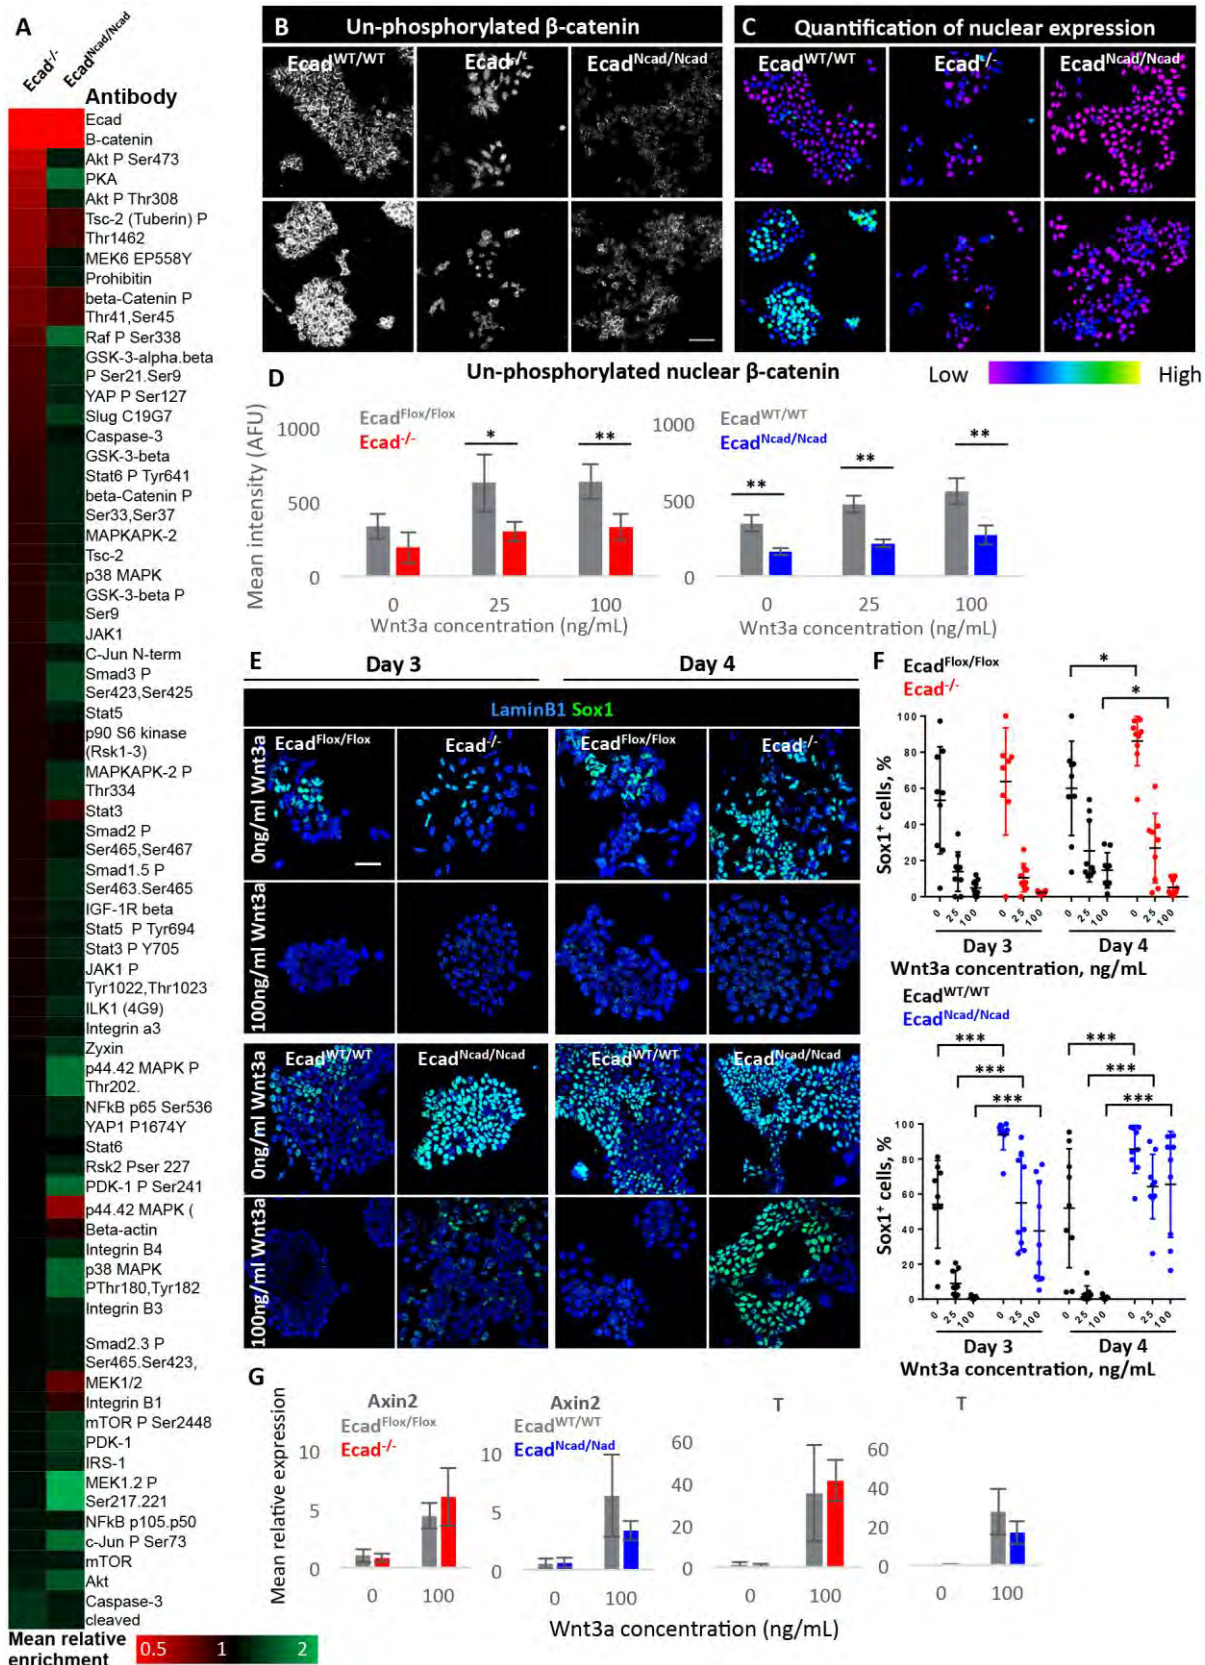 A
Ecad-/-
EcadNcad/Ncad
Antibody
Ecad
B-catenin
Akt P Ser473
PKA
Akt P Thr308
Tsc-2 (Tuberin) P
Thr1462
MEK6 EP558Y
Prohibitin
beta-Catenin P
Thr41,Ser45
Raf P Ser338
GSK-3-alpha.beta
P Ser21.Ser9
YAP P Ser127
Slug C19G7
Caspase-3
GSK-3-beta
Stat6 P Tyr641
beta-Catenin P
Ser33,Ser37
MAPKAPK-2
Tsc-2
p38 MAPK
GSK-3-beta P
Ser9
JAK1
C-Jun N-term
Smad3 P
Ser423,Ser425
Stat5
p90 S6 kinase
(Rsk1-3)
MAPKAPK-2 P
Thr334
Stat3
Smad2 P
Ser465,Ser467
Smad1.5 P
Ser463.Ser465
IGF-1R beta
Stat5 P Tyr694
Stat3 P Y705
JAK1 P
Tyr1022,Thr1023
ILK1 (4G9)
Integrin a3
Zyxin
p44.42 MAPK P
Thr202.
NFkB p65 Ser536
YAP1 P1674Y
Stat6
Rsk2 Pser 227
PDK-1 P Ser241
p44.42 MAPK (
Beta-actin
Integrin B4
p38 MAPK
PThr180,Tyr182
Integrin B3
Smad2.3 P
Ser465.Ser423,
MEK1/2
Integrin B1
mTOR P Ser2448
PDK-1
IRS-1
MEK1.2 P
Ser217.221
NFkB p105.p50
c-Jun P Ser73
mTOR
Akt
Caspase-3
cleaved
Mean relative
enrichment
0.5 1 2
B Un-phosphorylated β-catenin
EcadWT/WT EcadNcad/Ncad
C Quantification of nuclear expression
EcadWT/WT Ecad-/- EcadNcad/Ncad
Low High
D Un-phosphorylated nuclear β-catenin
Mean intensity (AFU)
EcadFlox/Flox
Ecad-/-
1000
500
0
* **
0 25 100
Wnt3a concentration (ng/mL)
EcadWT/WT
EcadNcad/Ncad
1000
500
0
** ** **
0 25 100
Wnt3a concentration (ng/mL)
E Day 3 Day 4
LaminB1 Sox1
0ng/ml Wnt3a
EcadFlox/Flox Ecad-/- EcadFlox/Flox Ecad-/-
100ng/ml Wnt3a
0ng/ml Wnt3a
EcadWT/WT EcadNcad/Ncad EcadWT/WT EcadNcad/Ncad
100ng/ml Wnt3a
F
EcadFlox/Flox
Ecad-/-
* *
Sox1+ cells, %
100
80
60
40
20
0
0 25 100 0 25 100 0 25 100 0 25 100
Day 3 Day 4
Wnt3a concentration, ng/mL
EcadWT/WT
EcadNcad/Ncad
*** ***
*** ***
*** ***
Sox1+ cells, %
100
80
60
40
20
0
0 25 100 0 25 100 0 25 100 0 25 100
Day 3 Day 4
Wnt3a concentration, ng/mL
G
Mean relative expression
Axin2
EcadFlox/Flox
Ecad-/-
10
5
0
0 100
Axin2
EcadWT/WT
EcadNcad/Nad
10
5
0
0 100
T
60
40
20
0
0 100
T
60
40
20
0
0 100
Wnt3a concentration (ng/mL)